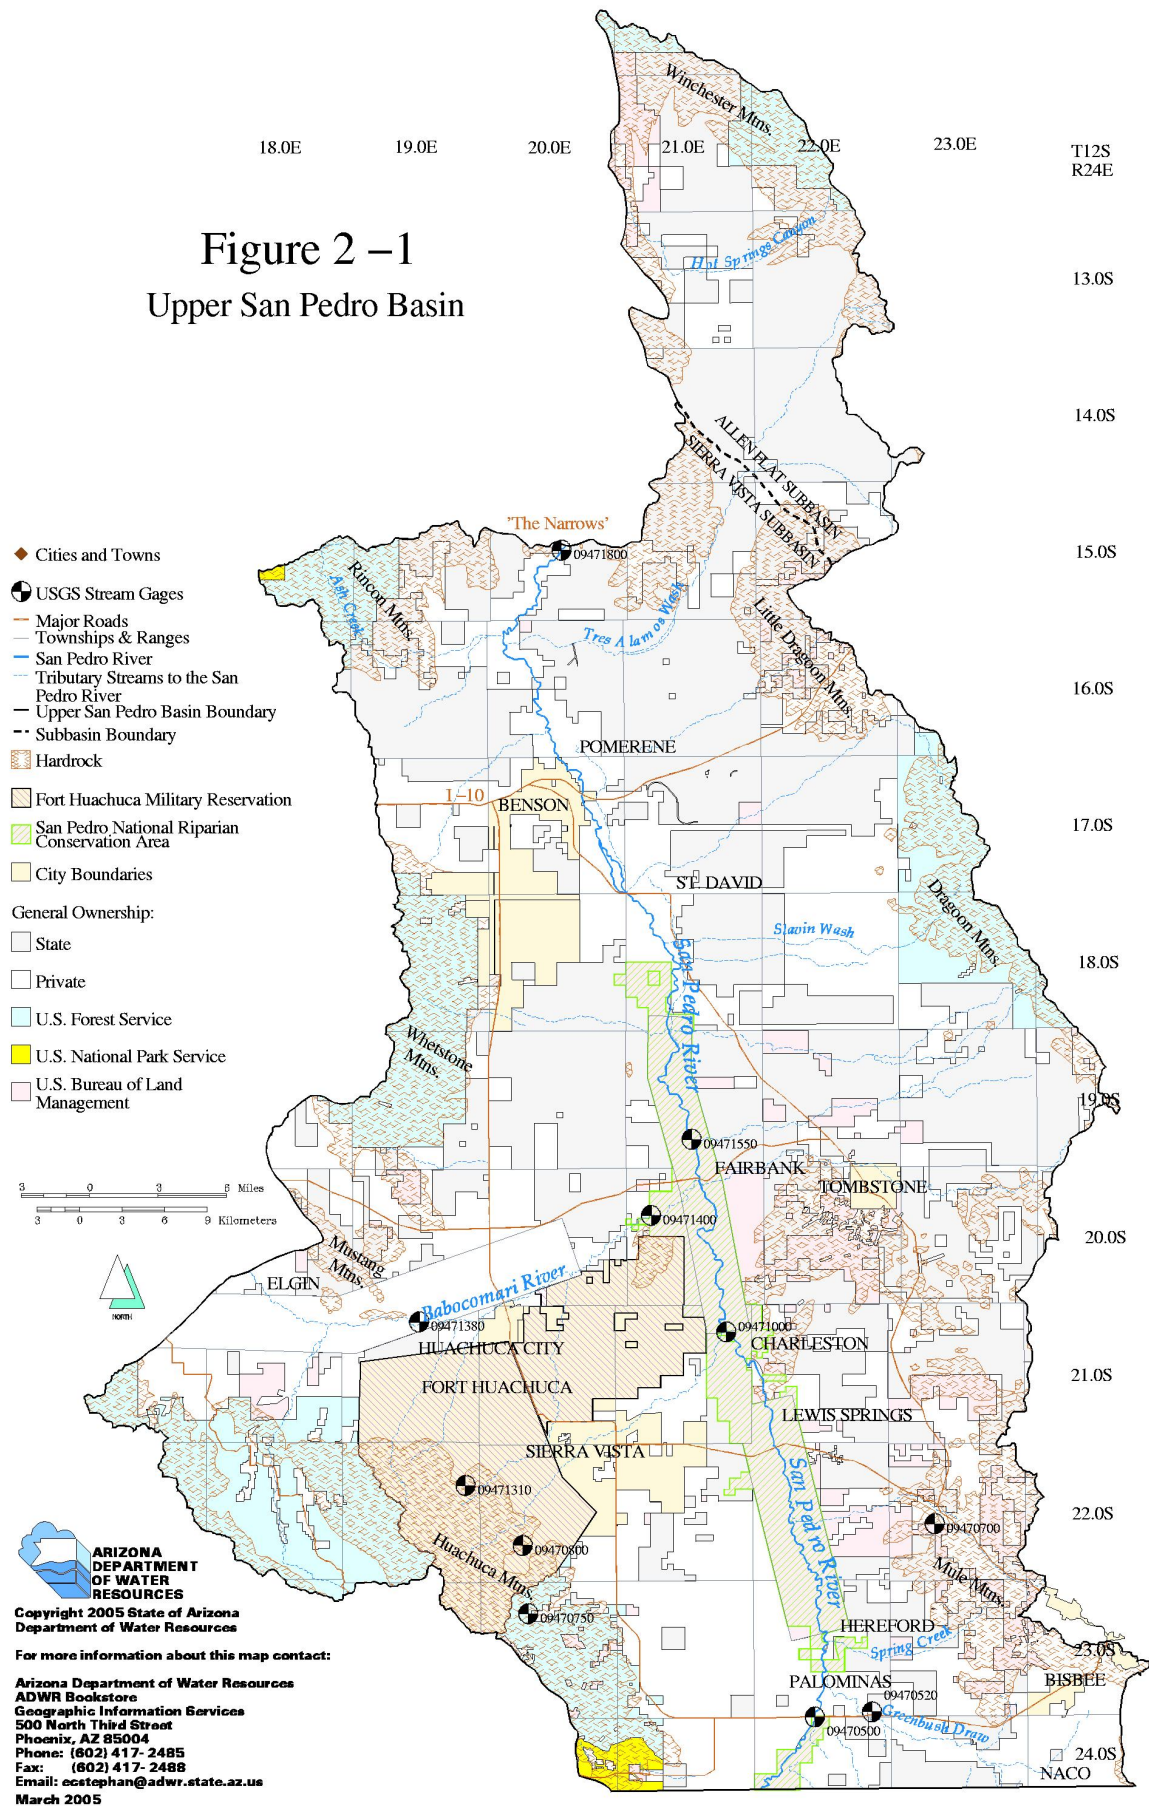 Winchester Mtns.
18.0E 19.0E 20.0E 21.0E 22.0E 23.0E T12S
R24E
Figure 2 –1
Upper San Pedro Basin
Hot Springs Canyon
13.0S
14.0S
ALLEN FLAT SUBBASIN
SIERRA VISTA SUBBASIN
'The Narrows'
09471800
15.0S
Cities and Towns
USGS Stream Gages
Major Roads
Townships & Ranges
San Pedro River
Tributary Streams to the San
Pedro River
Upper San Pedro Basin Boundary
Subbasin Boundary
Hardrock
Fort Huachuca Military Reservation
San Pedro National Riparian
Conservation Area
City Boundaries
General Ownership:
State
Private
U.S. Forest Service
U.S. National Park Service
U.S. Bureau of Land
Management
Rincon Mtns.
Ash Creek
Tres Alamos Wash
Little Dragoon Mtns.
16.0S
POMERENE
I–10
BENSON
17.0S
ST. DAVID
Dragoon Mtns.
Slavin Wash
18.0S
San Pedro River
Whetstone
Mtns.
19.0S
09471550
FAIRBANK
TOMBSTONE
3 0 3 6 Miles
3 0 3 6 9 Kilometers
09471400
20.0S
Mustang
Mtns.
ELGIN
NORTH
Babocomari River
09471380
HUACHUCA CITY
09471000
CHARLESTON
FORT HUACHUCA
21.0S
LEWIS SPRINGS
SIERRA VISTA
San Pedro River
09471310
22.0S
09470700
09470800
Huachuca Mtns.
Mule Mtns.
09470750
HEREFORD
Spring Creek
23.0S
PALOMINAS
BISBEE
09470520
Greenbush Draw
09470500
24.0S
NACO
ARIZONA
DEPARTMENT
OF WATER
RESOURCES
Copyright 2005 State of Arizona
Department of Water Resources
For more information about this map contact:
Arizona Department of Water Resources
ADWR Bookstore
Geographic Information Services
500 North Third Street
Phoenix, AZ 85004
Phone: (602) 417- 2485
Fax: (602) 417- 2488
Email: ecstephan@adwr.state.az.us
March 2005